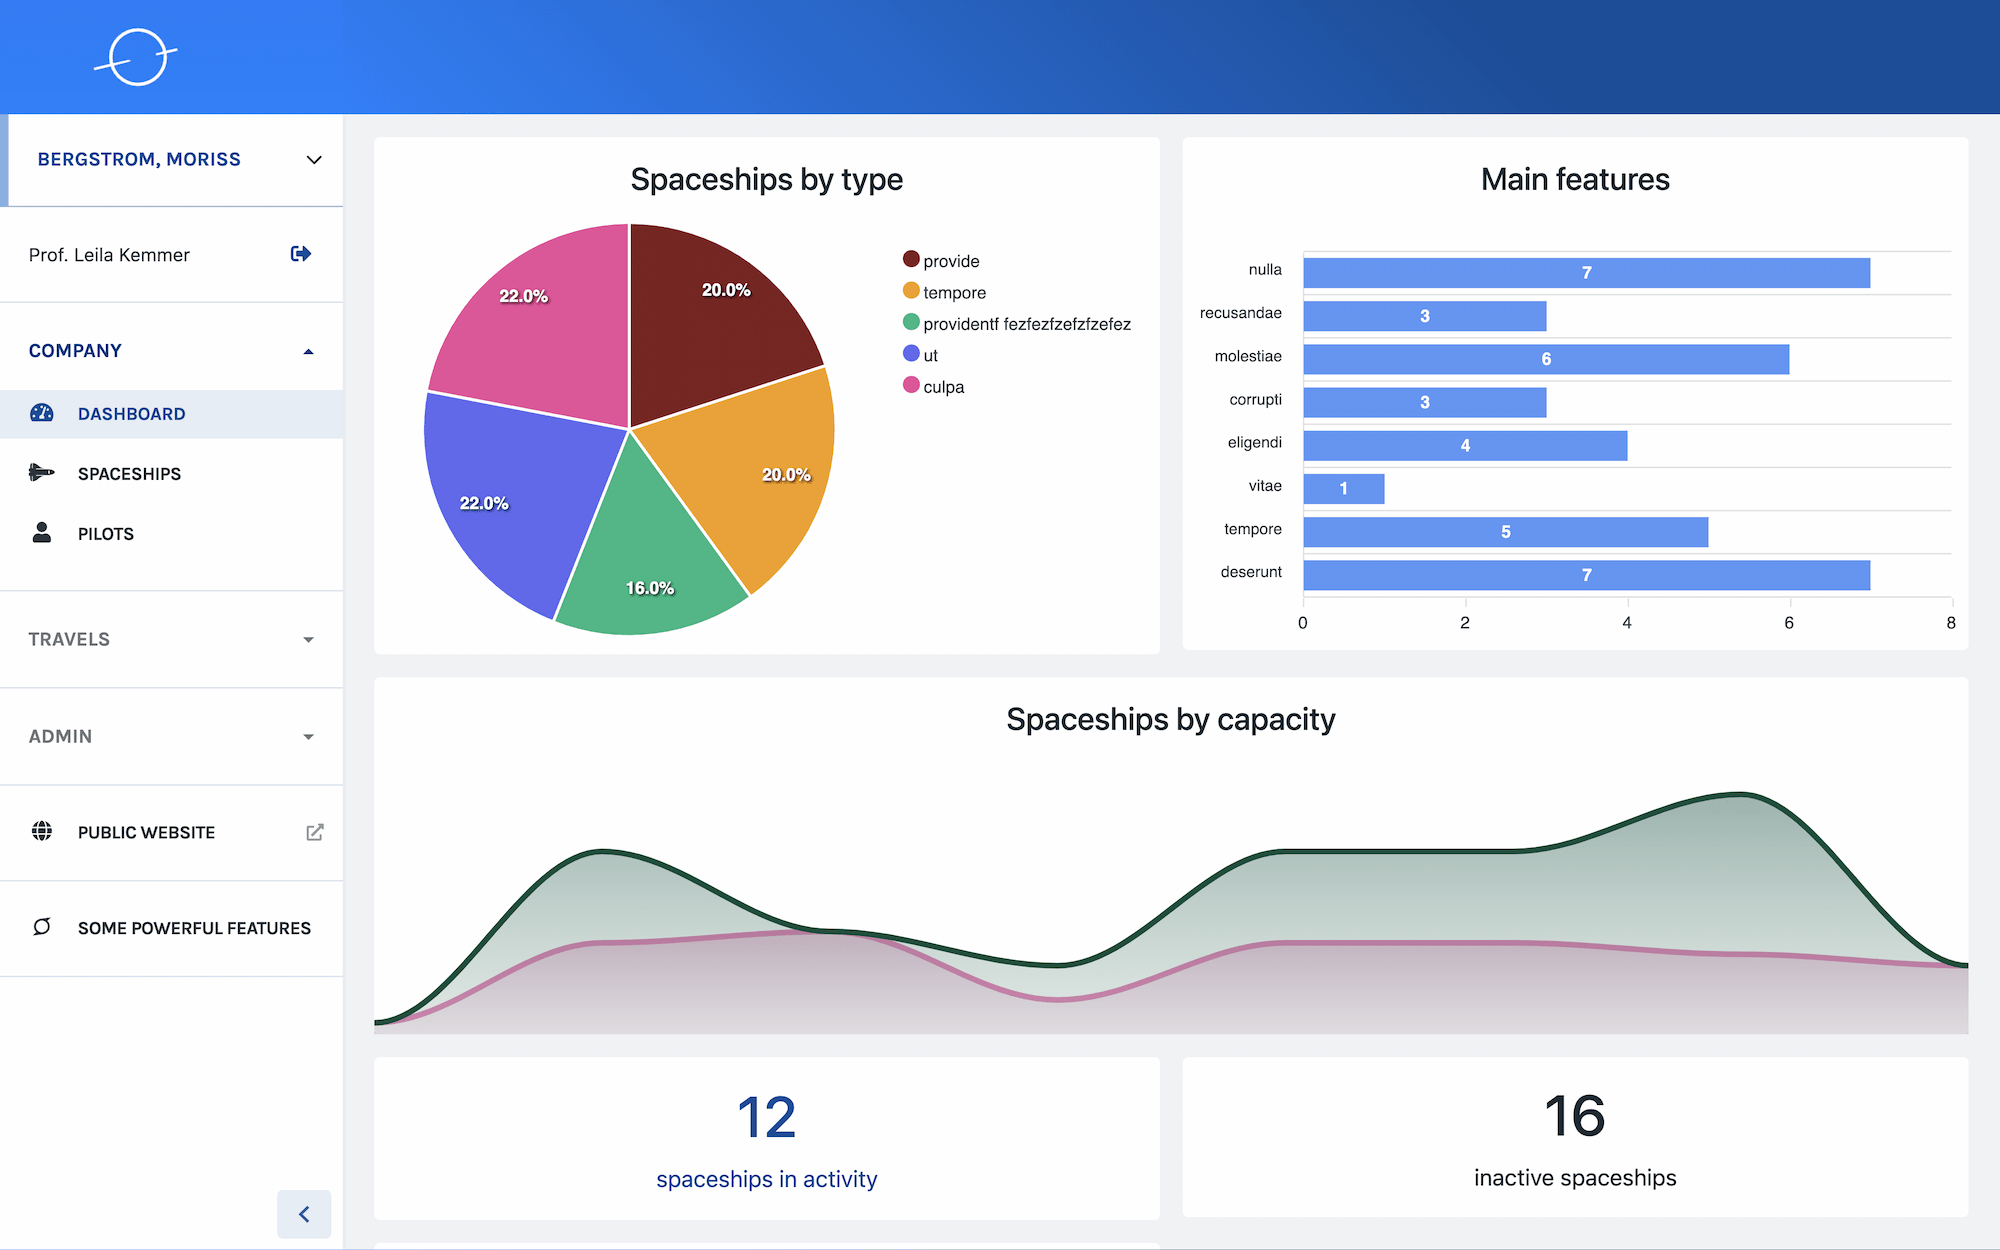 BERGSTROM, MORISS
Prof. Leila Kemmer
COMPANY
DASHBOARD
SPACESHIPS
PILOTS
TRAVELS
ADMIN
PUBLIC WEBSITE
SOME POWERFUL FEATURES
Spaceships by type
22.0%
20.0%
20.0%
22.0%
16.0%
provide
tempore
providentf fezfezfzefzfzefez
ut
culpa
Main features
nulla 7
recusandae 3
molestiae 6
corrupti 3
eligendi 4
vitae 1
tempore 5
deserunt 7
0 2 4 6 8
Spaceships by capacity
12
spaceships in activity
16
inactive spaceships